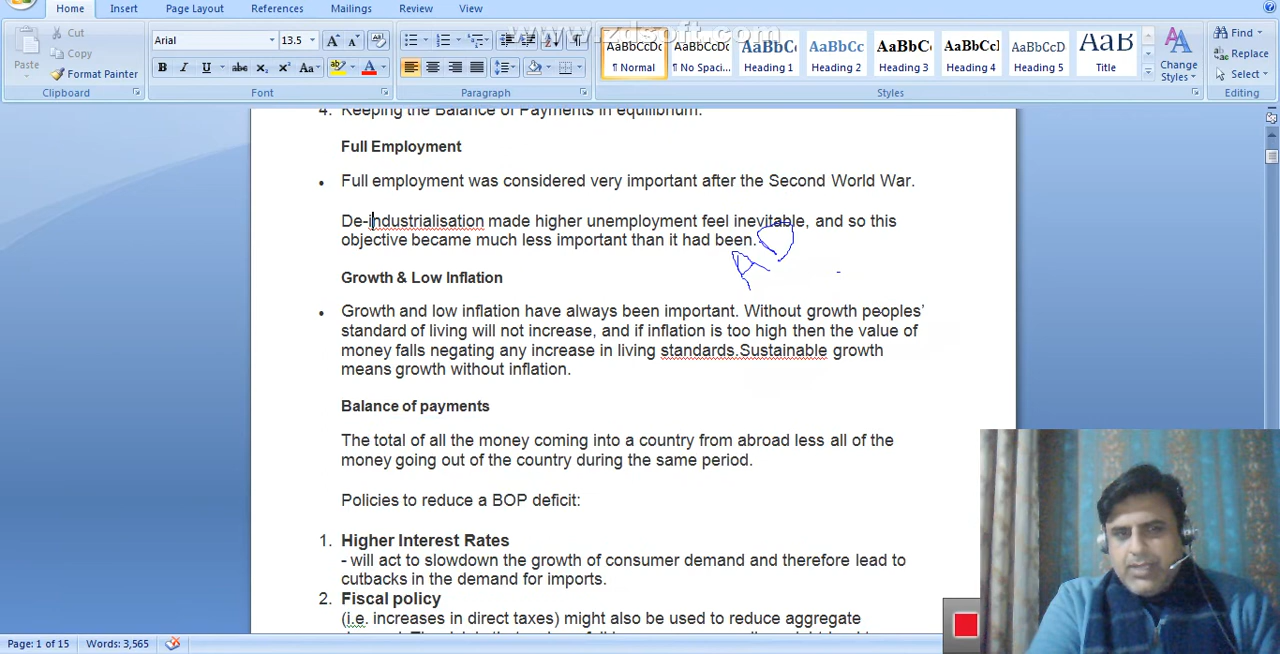 Home Insert Page Layout References Mailings Review View
www.izdsoft.com
Cut
Copy
Paste
Format Painter
Arial 13.5
AaBbCcDc AaBbCcDc AaBbC AaBbCc AaBbC AaBbCcI AaBbCcD AaB
¶ Normal ¶ No Spaci... Heading 1 Heading 2 Heading 3 Heading 4 Heading 5 Title
Change
Styles
Find
Replace
Select
Clipboard Font Paragraph Styles Editing
4. Keeping the Balance of Payments in equilibrium.
Full Employment
• Full employment was considered very important after the Second World War.
De-industrialisation made higher unemployment feel inevitable, and so this
objective became much less important than it had been.
AD
Growth & Low Inflation
• Growth and low inflation have always been important. Without growth peoples’
standard of living will not increase, and if inflation is too high then the value of
money falls negating any increase in living standards.Sustainable growth
means growth without inflation.
Balance of payments
The total of all the money coming into a country from abroad less all of the
money going out of the country during the same period.
Policies to reduce a BOP deficit:
1. Higher Interest Rates
- will act to slowdown the growth of consumer demand and therefore lead to
cutbacks in the demand for imports.
2. Fiscal policy
(i.e. increases in direct taxes) might also be used to reduce aggregate
Page: 1 of 15 Words: 3,565